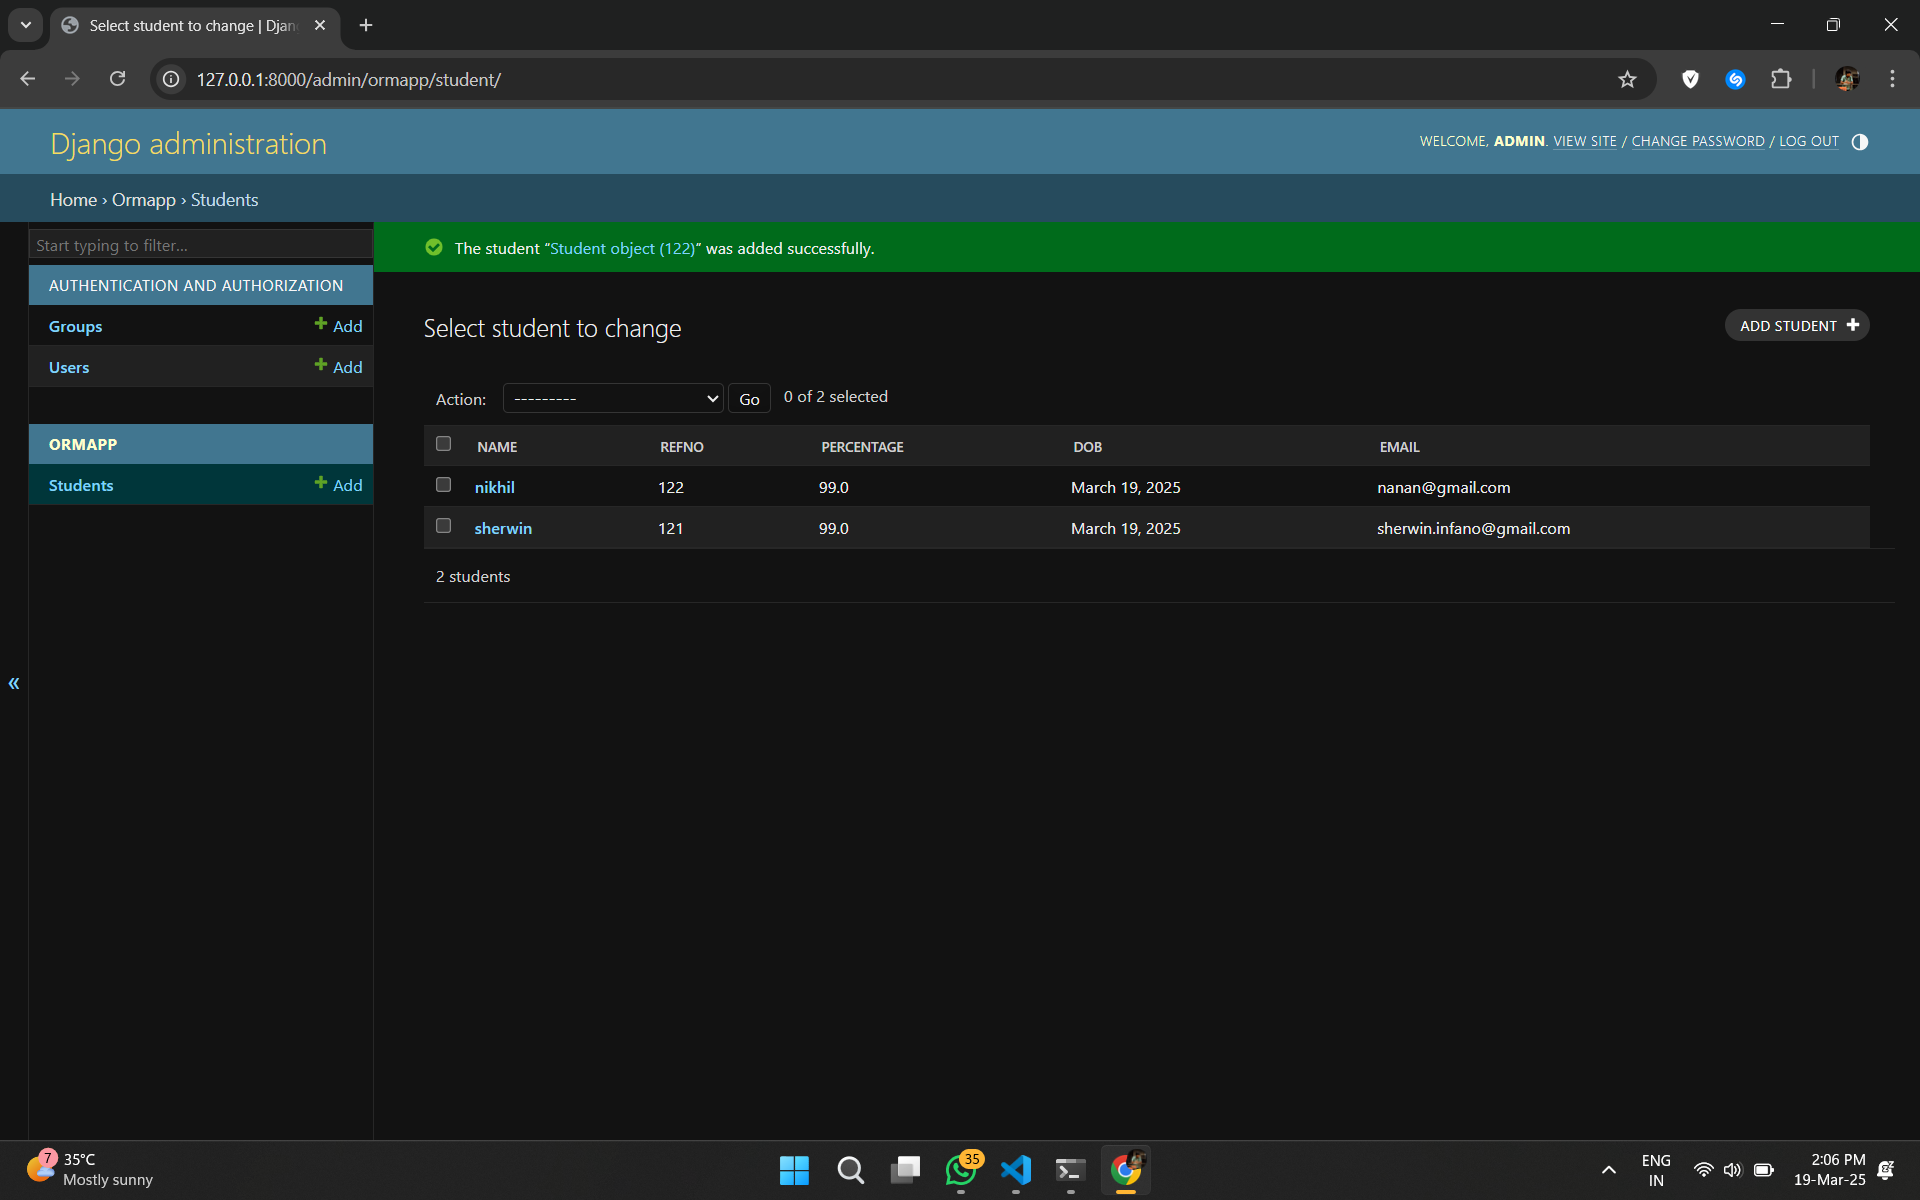 Select student to change | Djan
127.0.0.1:8000/admin/ormapp/student/
Django administration
WELCOME, ADMIN. VIEW SITE / CHANGE PASSWORD / LOG OUT
Home › Ormapp › Students
Start typing to filter...
AUTHENTICATION AND AUTHORIZATION
Groups Add
Users Add
ORMAPP
Students Add
The student “Student object (122)” was added successfully.
Select student to change
ADD STUDENT
Action: --------- Go 0 of 2 selected
NAME REFNO PERCENTAGE DOB EMAIL
nikhil 122 99.0 March 19, 2025 nanan@gmail.com
sherwin 121 99.0 March 19, 2025 sherwin.infano@gmail.com
2 students
«
7
35°C
Mostly sunny
35
ENG
IN
2:06 PM
19-Mar-25